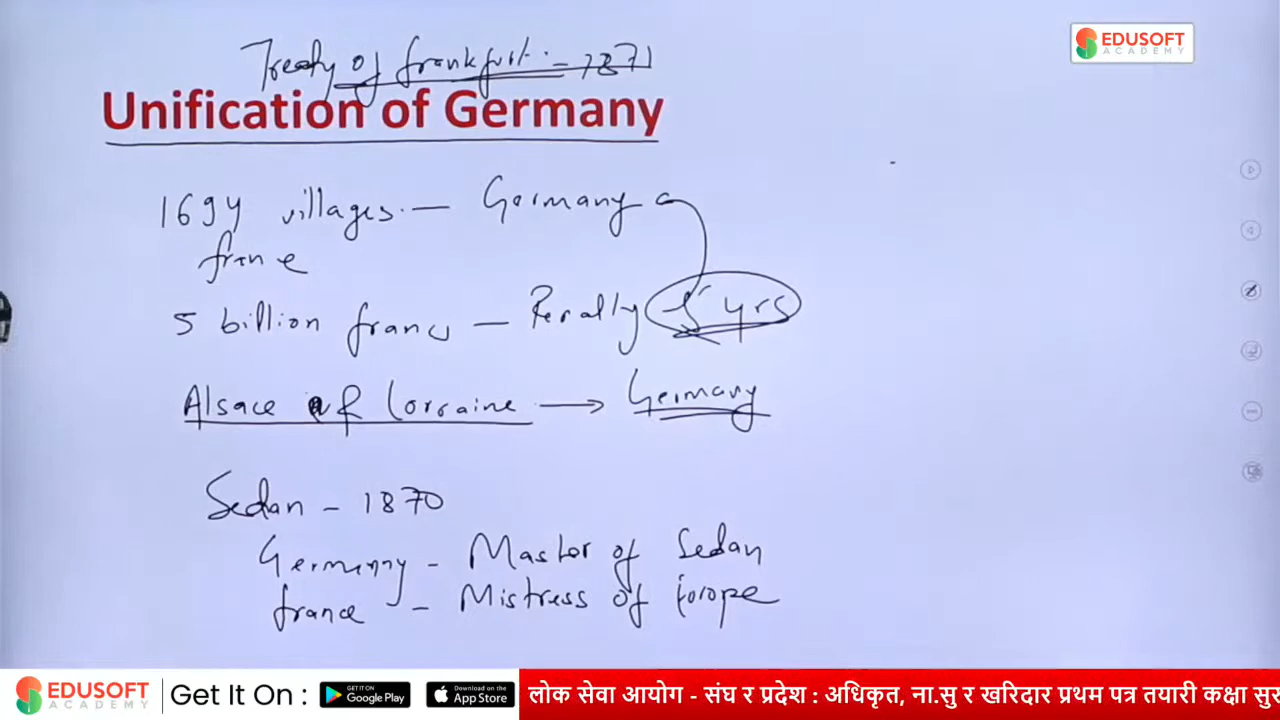 Treaty of frankfurt - 1871
EDUSOFT
ACADEMY
Unification of Germany
1694 villages - Germany
france
5 billion francs - Penalty 5 yrs
Alsace & Lorraine → Germany
Sedan - 1870
Germany - Master of Sedan
france - Mistress of Europe
EDUSOFT
ACADEMY
Get It On :
GET IT ON
Google Play
Download on the
App Store
लोक सेवा आयोग - संघ र प्रदेश : अधिकृत, ना.सु र खरिदार प्रथम पत्र तयारी कक्षा सुरु